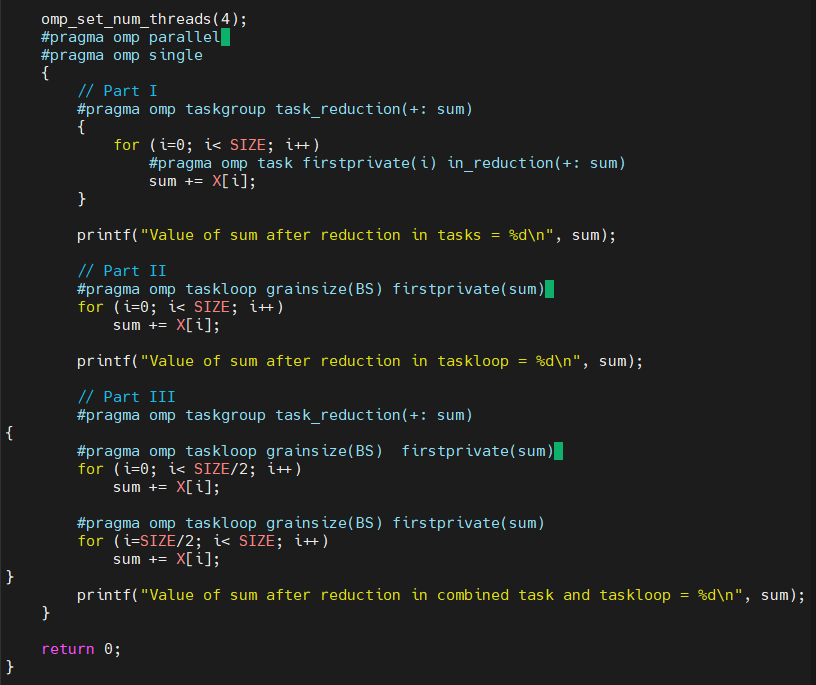 omp_set_num_threads(4);
#pragma omp parallel
#pragma omp single
{
// Part I
#pragma omp taskgroup task_reduction(+: sum)
{
for (i=0; i< SIZE; i++)
#pragma omp task firstprivate(i) in_reduction(+: sum)
sum += X[i];
}
printf("Value of sum after reduction in tasks = %d\n", sum);
// Part II
#pragma omp taskloop grainsize(BS) firstprivate(sum)
for (i=0; i< SIZE; i++)
sum += X[i];
printf("Value of sum after reduction in taskloop = %d\n", sum);
// Part III
#pragma omp taskgroup task_reduction(+: sum)
{
#pragma omp taskloop grainsize(BS)  firstprivate(sum)
for (i=0; i< SIZE/2; i++)
sum += X[i];
#pragma omp taskloop grainsize(BS) firstprivate(sum)
for (i=SIZE/2; i< SIZE; i++)
sum += X[i];
}
printf("Value of sum after reduction in combined task and taskloop = %d\n", sum);
}
return 0;
}